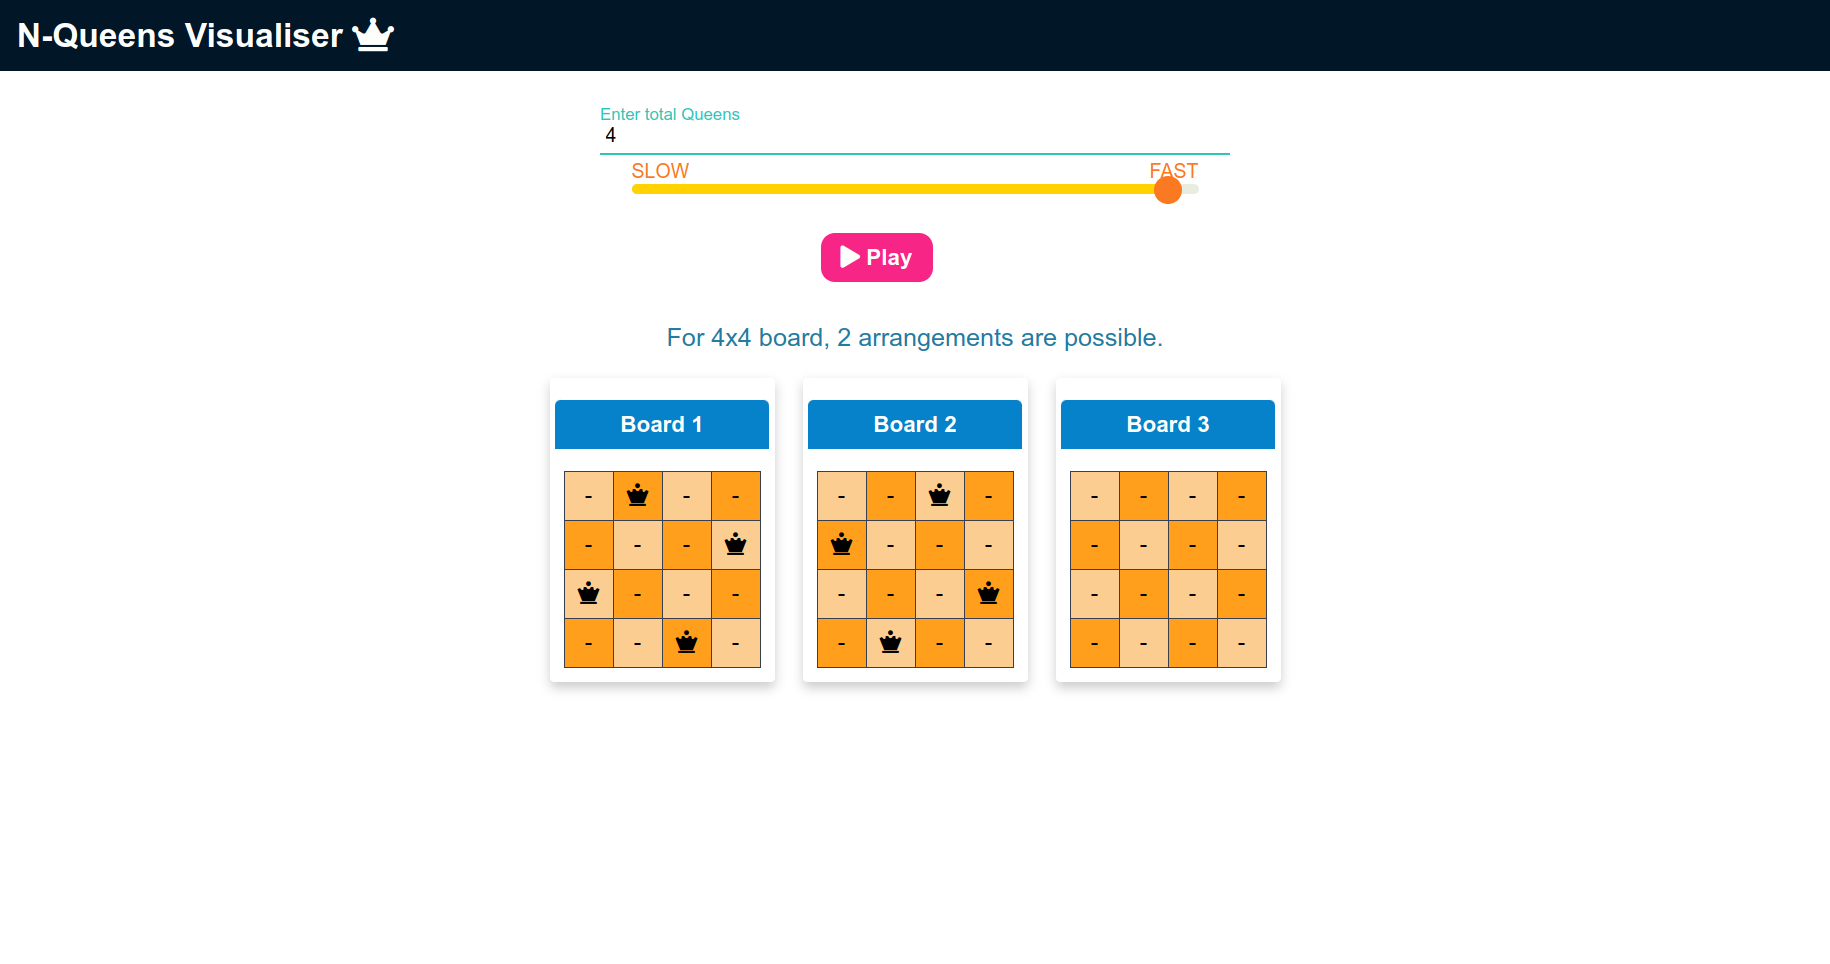 N-Queens Visualiser
Enter total Queens
4
SLOW FAST
Play
For 4x4 board, 2 arrangements are possible.
Board 1 Board 2 Board 3
- - - - - - - - - -
- - - - - - - - - -
- - - - - - - - - -
- - - - - - - - - -